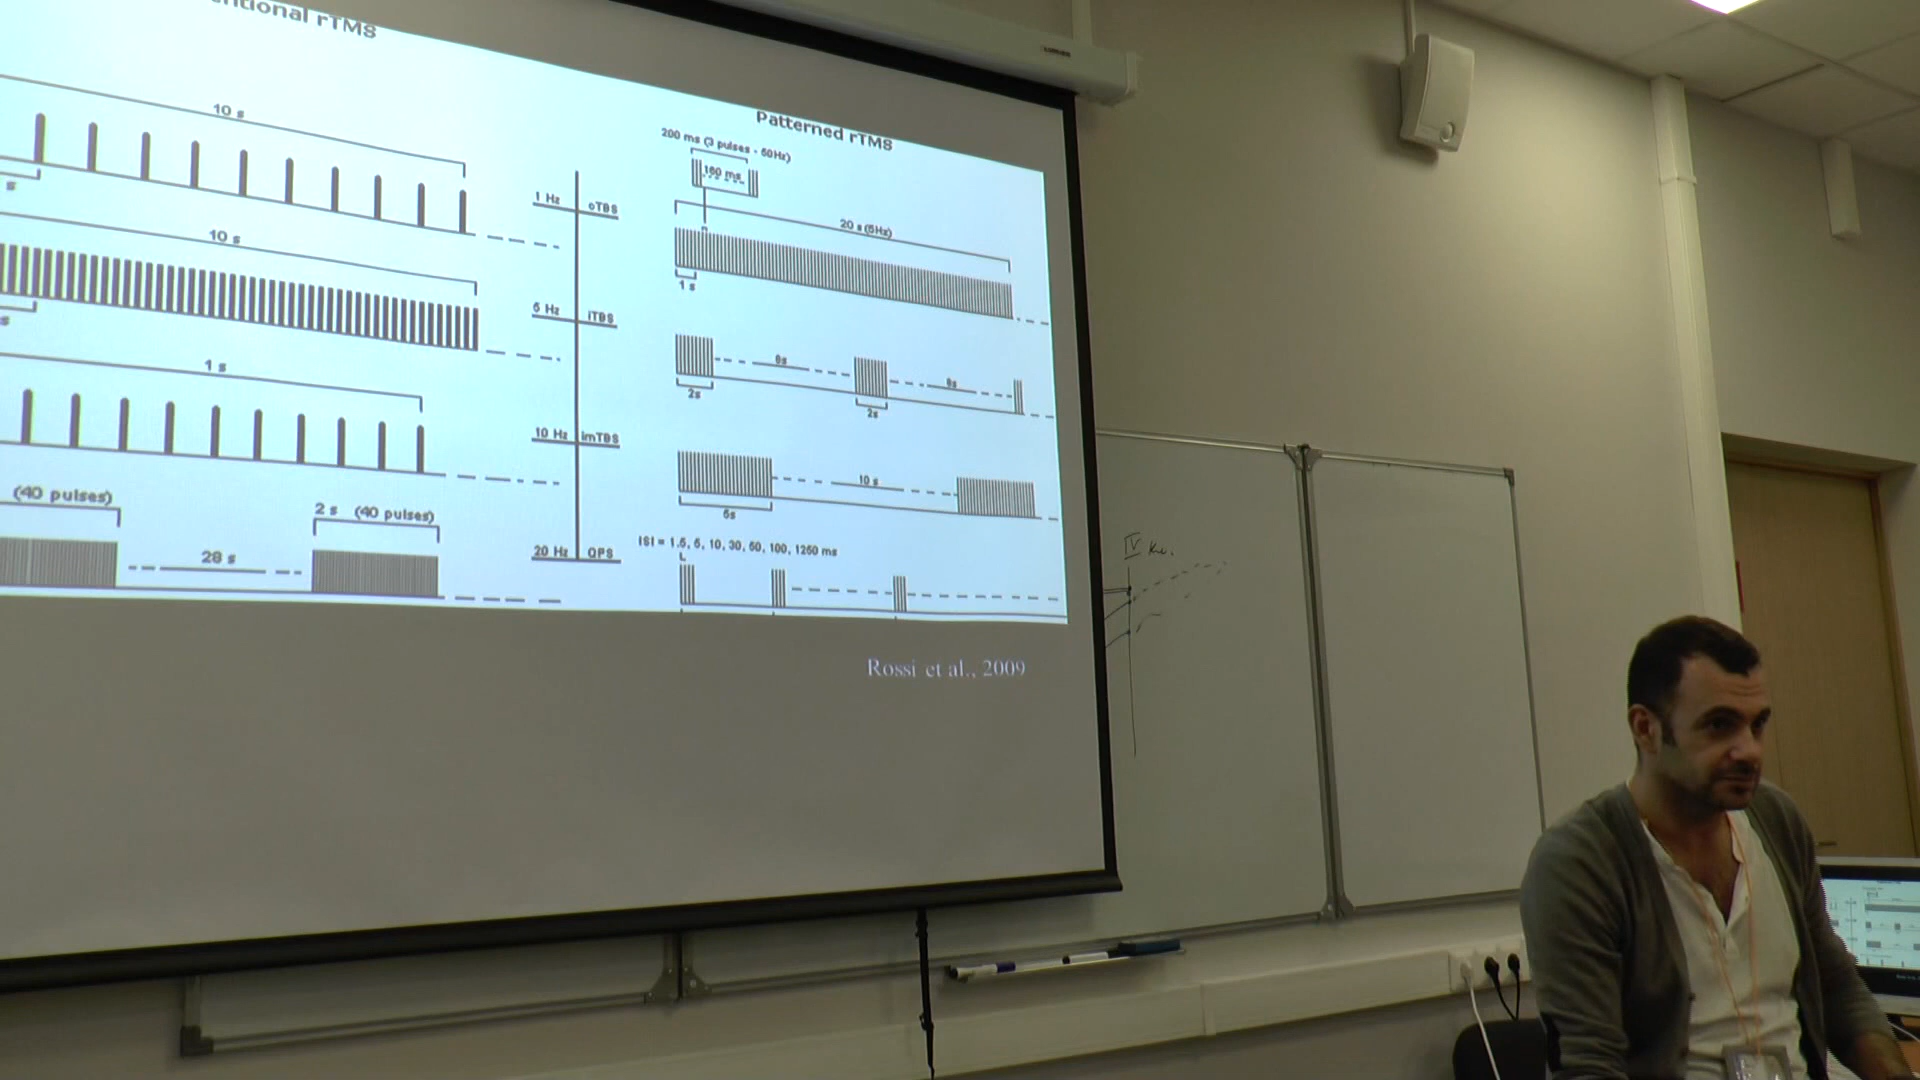 rTMS
10 s
s
10 s
s
1 s
(40 pulses)
28 s
2 s (40 pulses)
1 Hz cTBS
5 Hz iTBS
10 Hz imTBS
20 Hz QPS
Patterned rTMS
200 ms (3 pulses - 50Hz)
160 ms
20 s (5Hz)
1 s
8s
8s
2s
2s
10 s
5s
ISI = 1.5, 5, 10, 30, 50, 100, 1250 ms
Rossi et al., 2009
IV